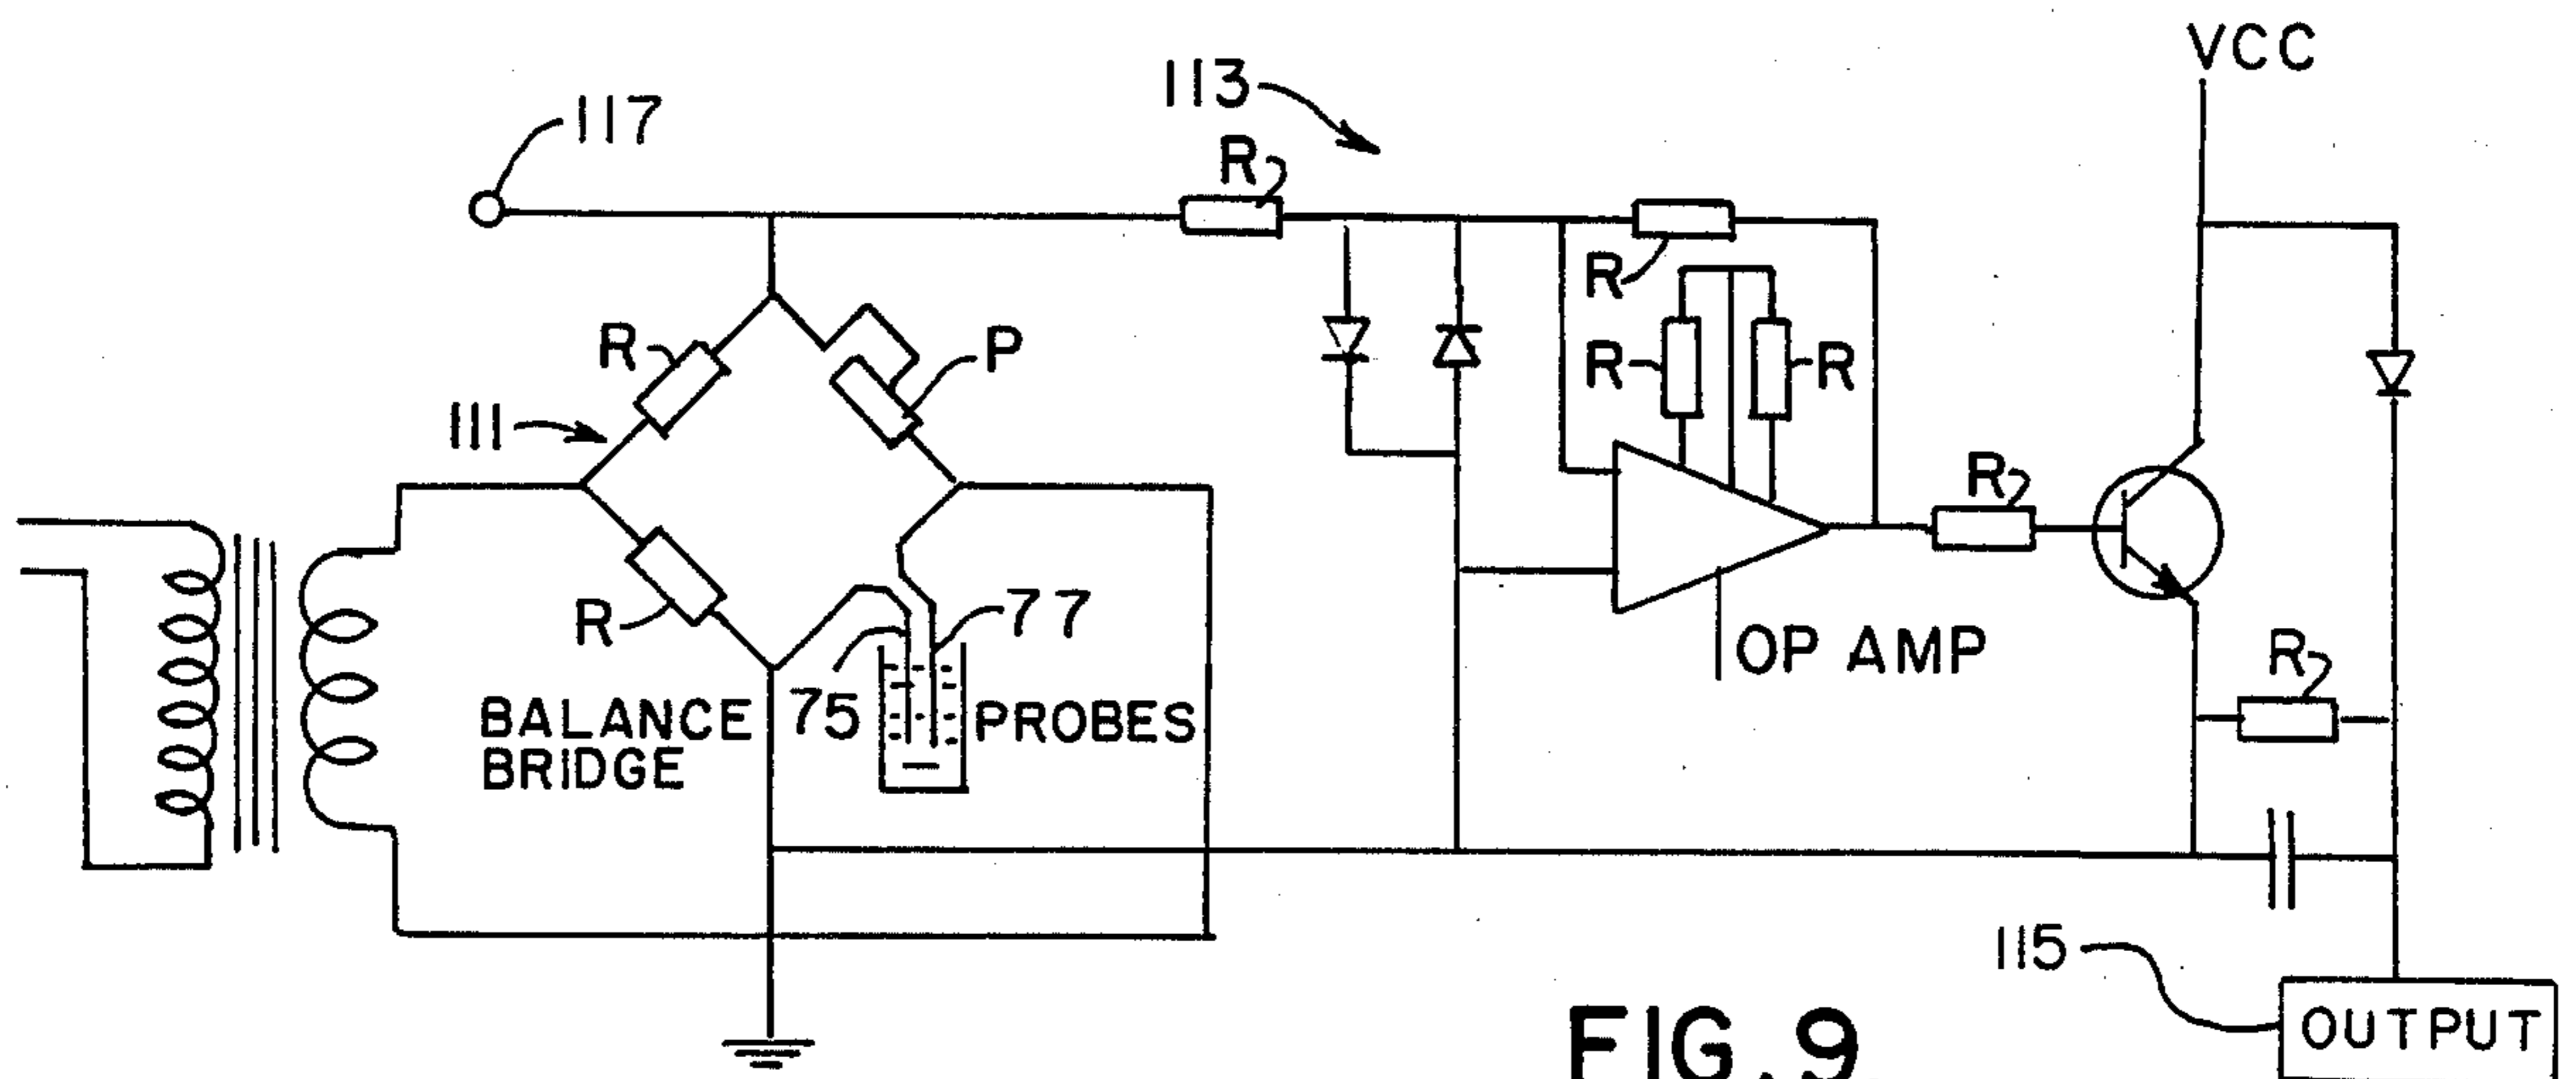 VCC
113
117
R
R
R
P
R
R
111
R
R
77
OP AMP
R
75
PROBES
BALANCE
BRIDGE
115
OUTPUT
FIG. 9